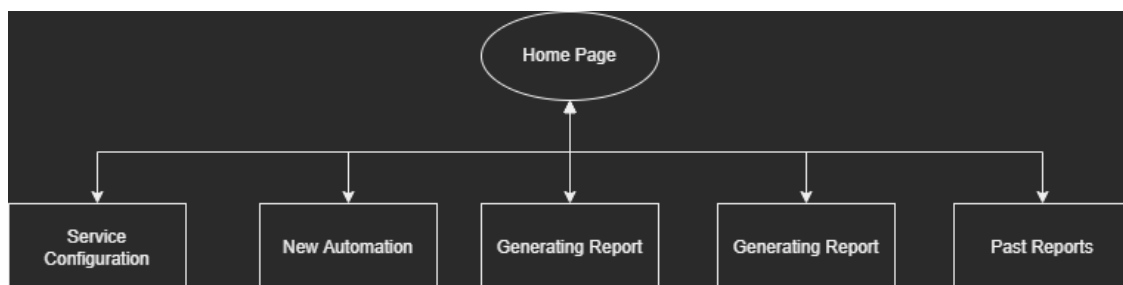 Home Page
Service
Configuration
New Automation
Generating Report
Generating Report
Past Reports